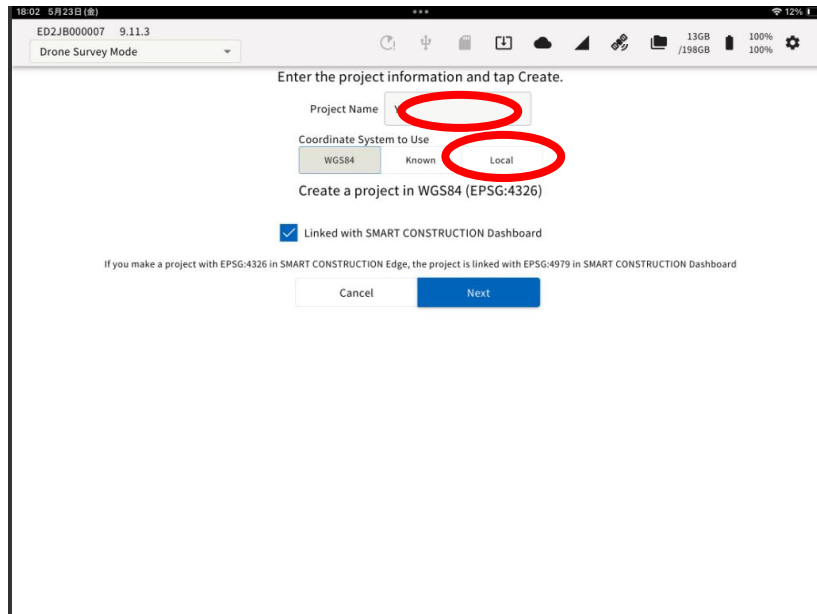 18:02 5月23日(金)
12%
ED2JB000007 9.11.3
Drone Survey Mode
13GB
/198GB
100%
100%
Enter the project information and tap Create.
Project Name
Coordinate System to Use
WGS84 Known Local
Create a project in WGS84 (EPSG:4326)
Linked with SMART CONSTRUCTION Dashboard
If you make a project with EPSG:4326 in SMART CONSTRUCTION Edge, the project is linked with EPSG:4979 in SMART CONSTRUCTION Dashboard
Cancel Next